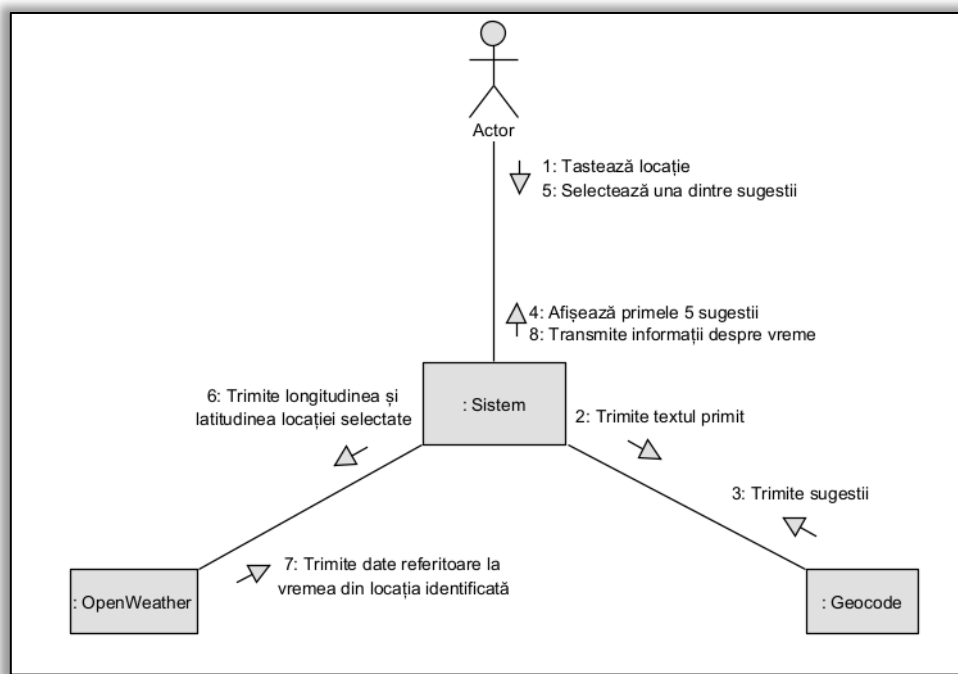 Actor
1: Tastează locație
5: Selectează una dintre sugestii
4: Afișează primele 5 sugestii
8: Transmite informații despre vreme
6: Trimite longitudinea și
latitudinea locației selectate
: Sistem
2: Trimite textul primit
3: Trimite sugestii
7: Trimite date referitoare la
vremea din locația identificată
: OpenWeather
: Geocode